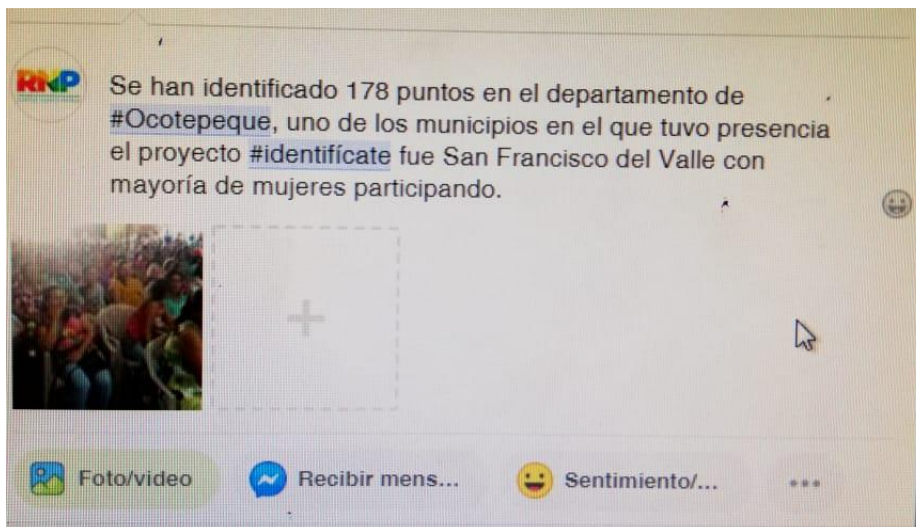 RNP
Se han identificado 178 puntos en el departamento de
#Ocotepeque, uno de los municipios en el que tuvo presencia
el proyecto #identifícate fue San Francisco del Valle con
mayoría de mujeres participando.
Foto/video
Recibir mens...
Sentimiento/...